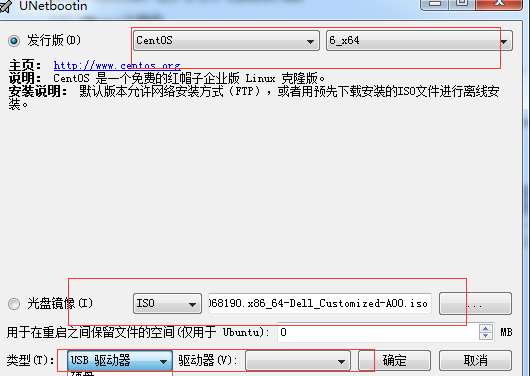 UNetbootin
发行版(D) CentOS 6_x64
主页： http://www.centos.org
说明： CentOS 是一个免费的红帽子企业版 Linux 克隆版。
安装说明： 默认版本允许网络安装方式（FTP），或者用预先下载安装的ISO文件进行离线安
装。
光盘镜像(I) ISO 068190.x86_64-Dell_Customized-A00.iso ...
用于在重启之间保留文件的空间(仅用于 Ubuntu): 0 MB
类型(T): USB 驱动器 驱动器(V): 确定 取消